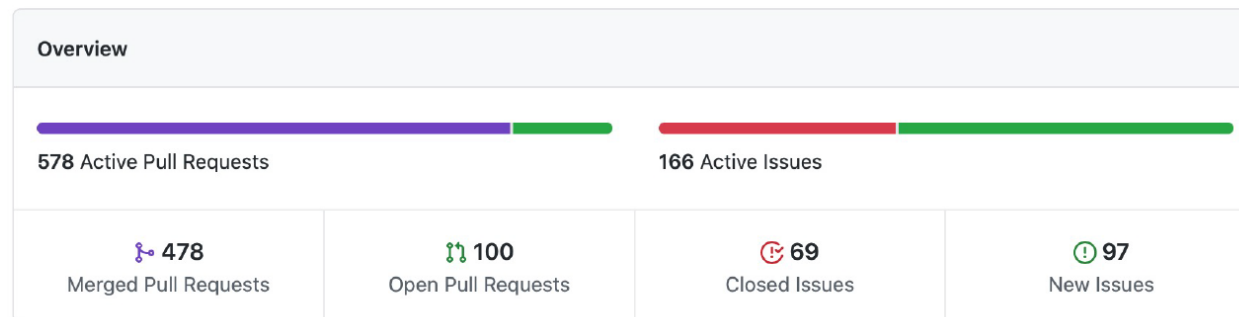 Overview
578 Active Pull Requests
166 Active Issues
478
Merged Pull Requests
100
Open Pull Requests
69
Closed Issues
97
New Issues